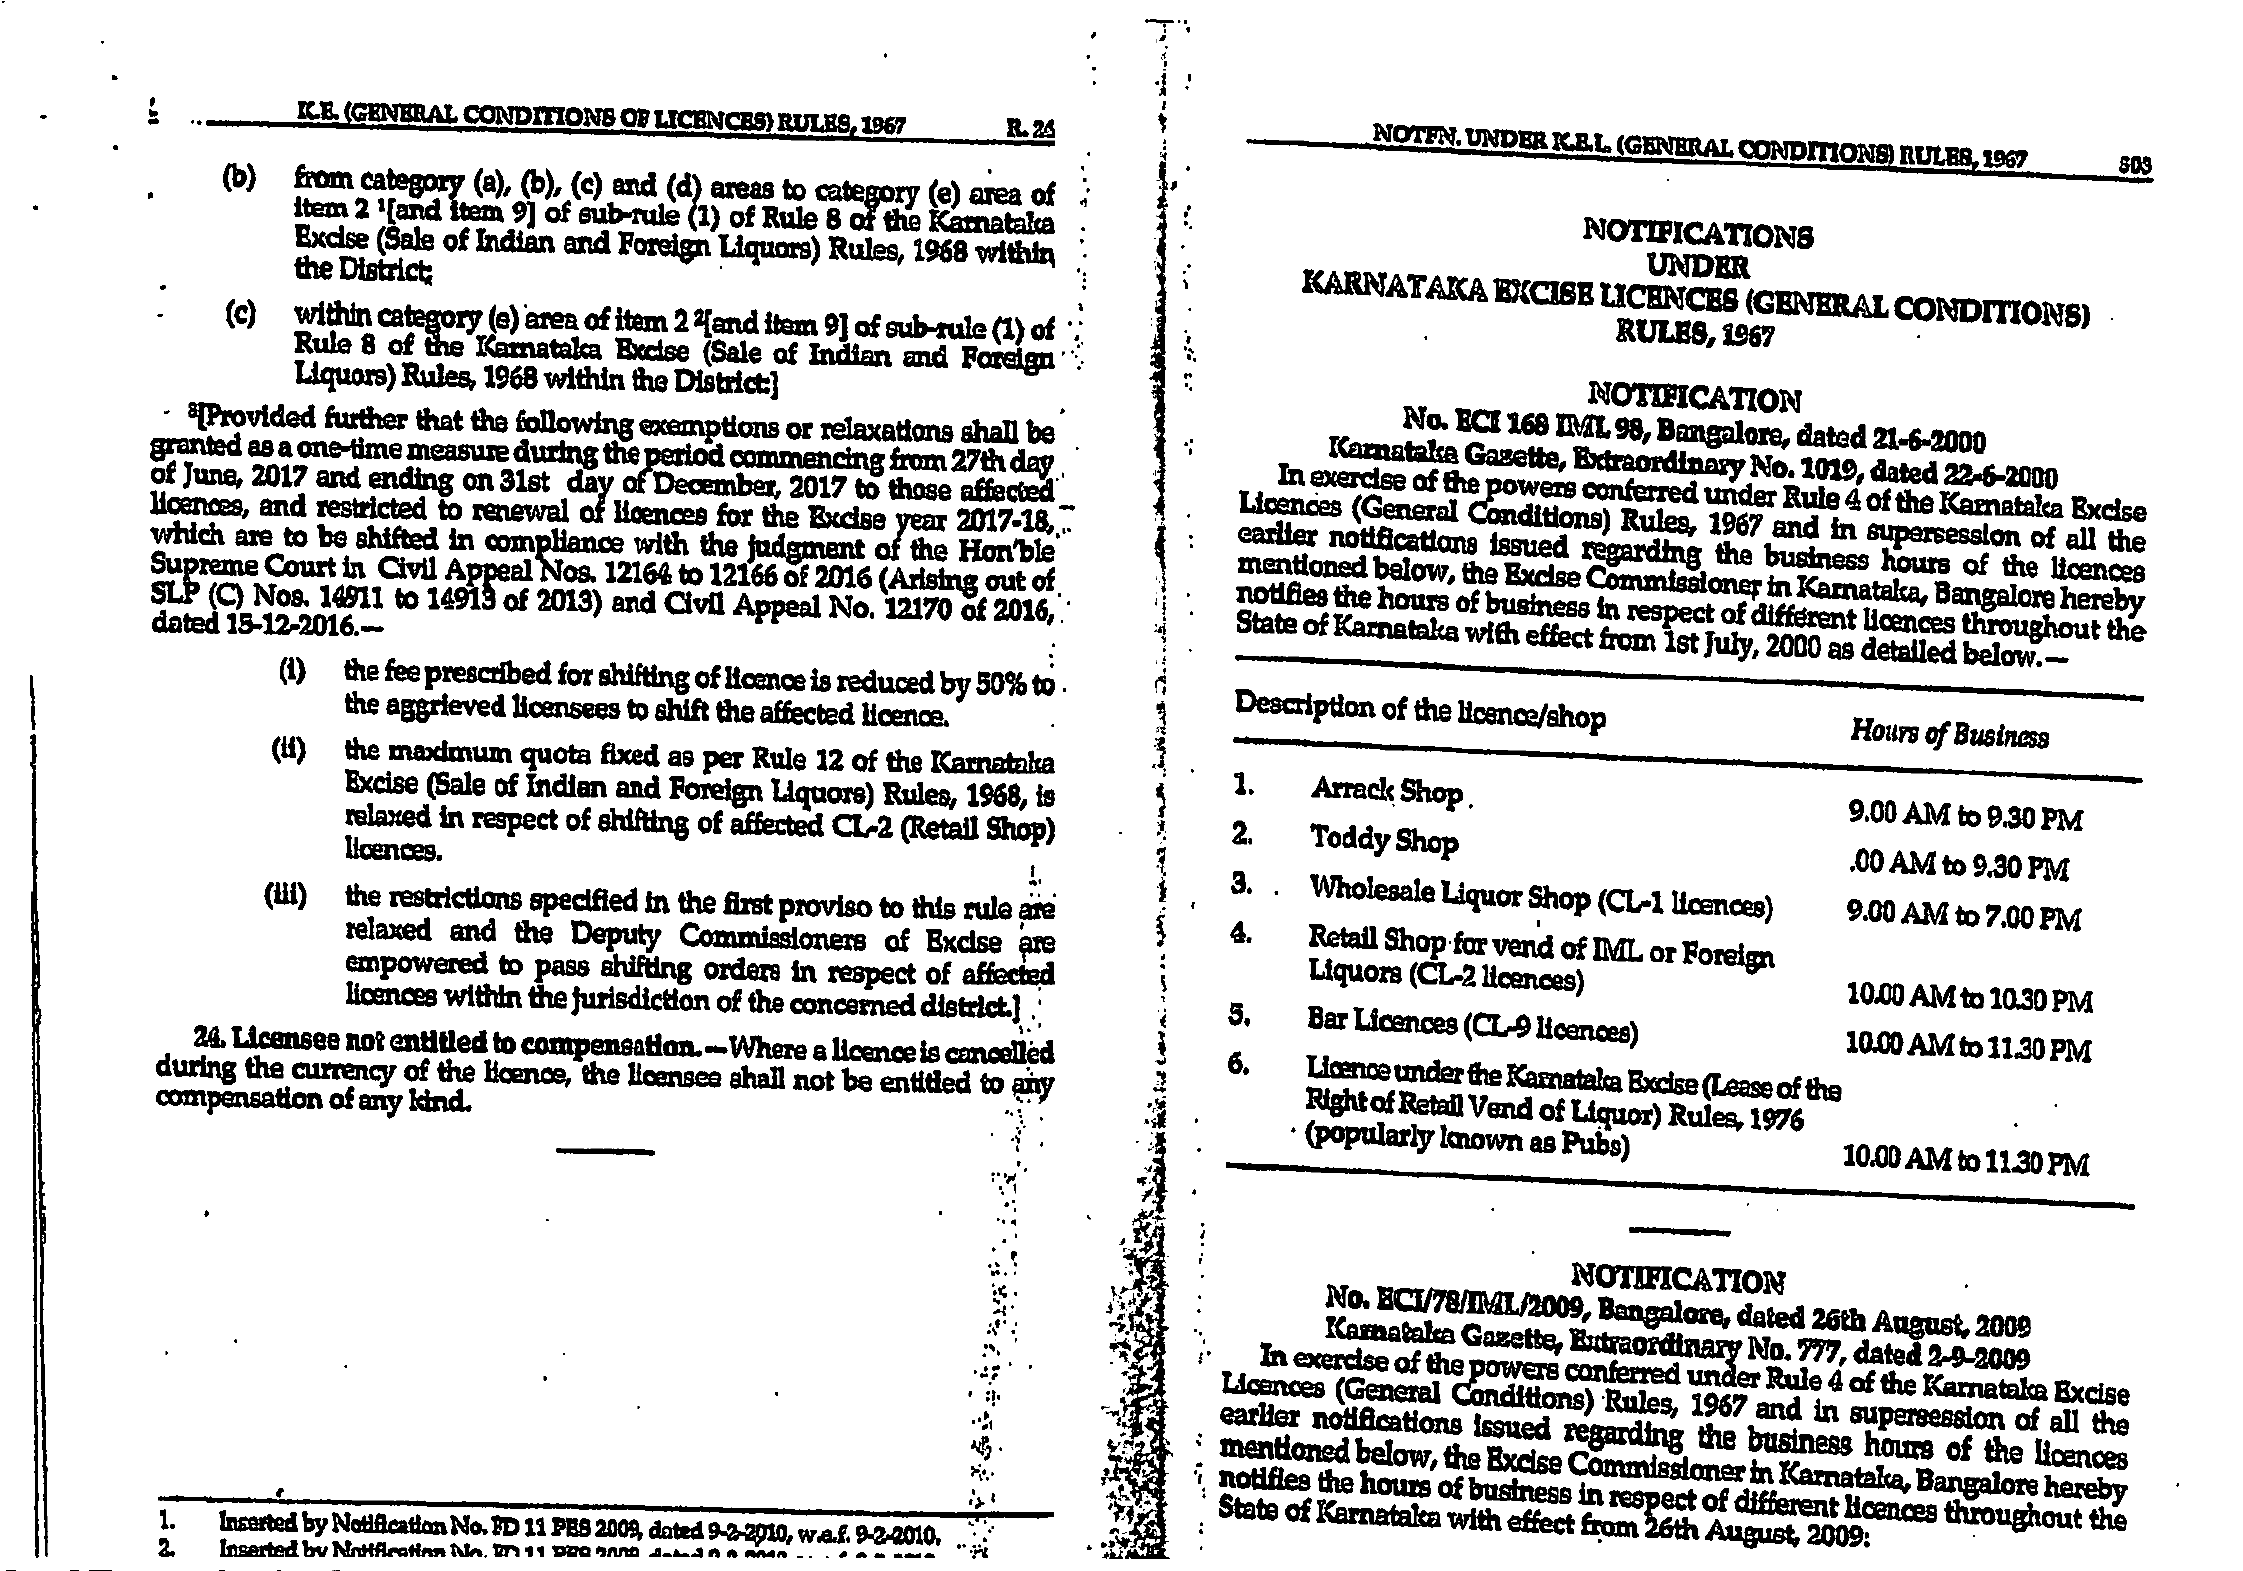 K.E. (GENERAL CONDITIONS OF LICENCES) RULES, 1967 R. 24
(b) from category (a), (b), (c) and (d) areas to category (e) area of
item 2 ¹[and item 9] of sub-rule (1) of Rule 8 of the Karnataka
Excise (Sale of Indian and Foreign Liquors) Rules, 1968 within
the District;
(c) within category (e) area of item 2 ²[and item 9] of sub-rule (1) of
Rule 8 of the Karnataka Excise (Sale of Indian and Foreign
Liquors) Rules, 1968 within the District:]
³[Provided further that the following exemptions or relaxations shall be
granted as a one-time measure during the period commencing from 27th day
of June, 2017 and ending on 31st day of December, 2017 to those affected
licences, and restricted to renewal of licences for the Excise year 2017-18,
which are to be shifted in compliance with the judgment of the Hon'ble
Supreme Court in Civil Appeal Nos. 12164 to 12166 of 2016 (Arising out of
SLP (C) Nos. 14911 to 14913 of 2013) and Civil Appeal No. 12170 of 2016,
dated 15-12-2016.—
(i) the fee prescribed for shifting of licence is reduced by 50% to
the aggrieved licensees to shift the affected licence.
(ii) the maximum quota fixed as per Rule 12 of the Karnataka
Excise (Sale of Indian and Foreign Liquors) Rules, 1968, is
relaxed in respect of shifting of affected CL-2 (Retail Shop)
licences.
(iii) the restrictions specified in the first proviso to this rule are
relaxed and the Deputy Commissioners of Excise are
empowered to pass shifting orders in respect of affected
licences within the jurisdiction of the concerned district.]
24. Licensee not entitled to compensation.—Where a licence is cancelled
during the currency of the licence, the licensee shall not be entitled to any
compensation of any kind.
1. Inserted by Notification No. FD 11 PES 2009, dated 9-2-2010, w.e.f. 9-2-2010.
2. Inserted by Notification No. FD 11 PES 2009, dated 9-2-2010, w.e.f. 9-2-2010.
NOTFN. UNDER K.E.L. (GENERAL CONDITIONS) RULES, 1967 803
NOTIFICATIONS
UNDER
KARNATAKA EXCISE LICENCES (GENERAL CONDITIONS)
RULES, 1967
NOTIFICATION
No. ECI 168 IML 98, Bangalore, dated 21-6-2000
Karnataka Gazette, Extraordinary No. 1019, dated 22-6-2000
In exercise of the powers conferred under Rule 4 of the Karnataka Excise
Licences (General Conditions) Rules, 1967 and in supersession of all the
earlier notifications issued regarding the business hours of the licences
mentioned below, the Excise Commissioner in Karnataka, Bangalore hereby
notifies the hours of business in respect of different licences throughout the
State of Karnataka with effect from 1st July, 2000 as detailed below.—
Description of the licence/shop Hours of Business
1. Arrack Shop 9.00 AM to 9.30 PM
2. Toddy Shop .00 AM to 9.30 PM
3. Wholesale Liquor Shop (CL-1 licences) 9.00 AM to 7.00 PM
4. Retail Shop for vend of IML or Foreign
Liquors (CL-2 licences) 10.00 AM to 10.30 PM
5. Bar Licences (CL-9 licences) 10.00 AM to 11.30 PM
6. Licence under the Karnataka Excise (Lease of the
Right of Retail Vend of Liquor) Rules, 1976
(popularly known as Pubs) 10.00 AM to 11.30 PM
NOTIFICATION
No. ECI/78/IML/2009, Bangalore, dated 26th August, 2009
Karnataka Gazette, Extraordinary No. 777, dated 2-9-2009
In exercise of the powers conferred under Rule 4 of the Karnataka Excise
Licences (General Conditions) Rules, 1967 and in supersession of all the
earlier notifications issued regarding the business hours of the licences
mentioned below, the Excise Commissioner in Karnataka, Bangalore hereby
notifies the hours of business in respect of different licences throughout the
State of Karnataka with effect from 26th August, 2009: